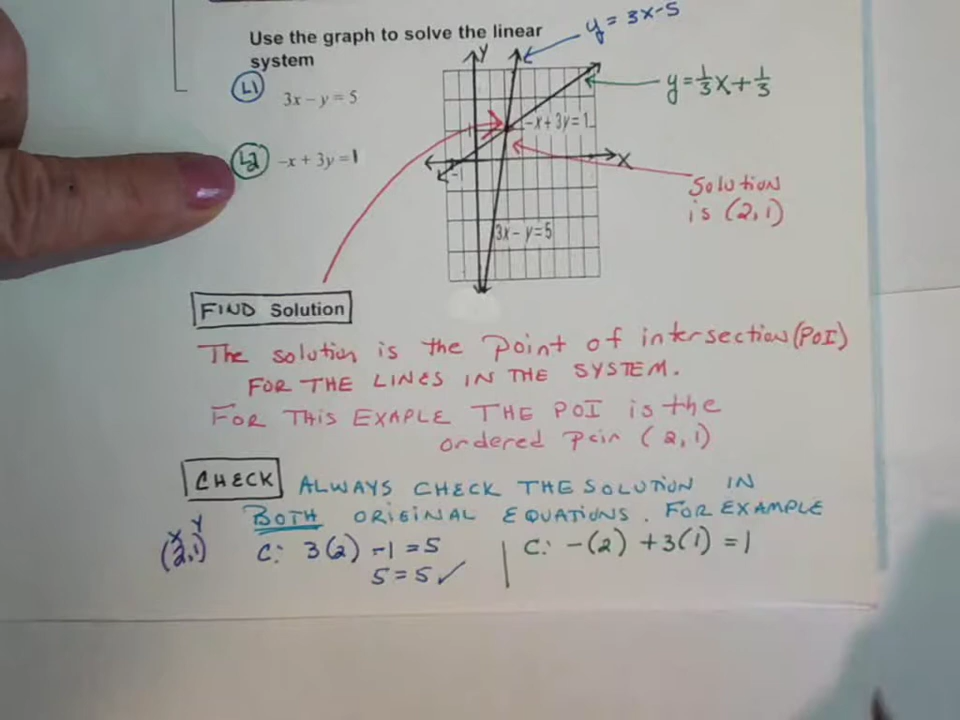 Use the graph to solve the linear
system
L1
3x – y = 5
L2
-x + 3y = 1
y = 3x-5
Y
y = 1/3 x + 1/3
-x + 3y = 1
X
-1
3x – y = 5
Solution
is (2,1)
FIND Solution
The solution is the point of intersection (POI)
FOR THE LINES IN THE SYSTEM.
FOR THIS EXAPLE THE POI is the
ordered pair (2,1)
CHECK ALWAYS CHECK THE SOLUTION IN
BOTH ORIGINAL EQUATIONS. FOR EXAMPLE
X Y
(2,1)
C: 3(2) -1 = 5
5 = 5 ✓
C: -(2) +3(1) = 1